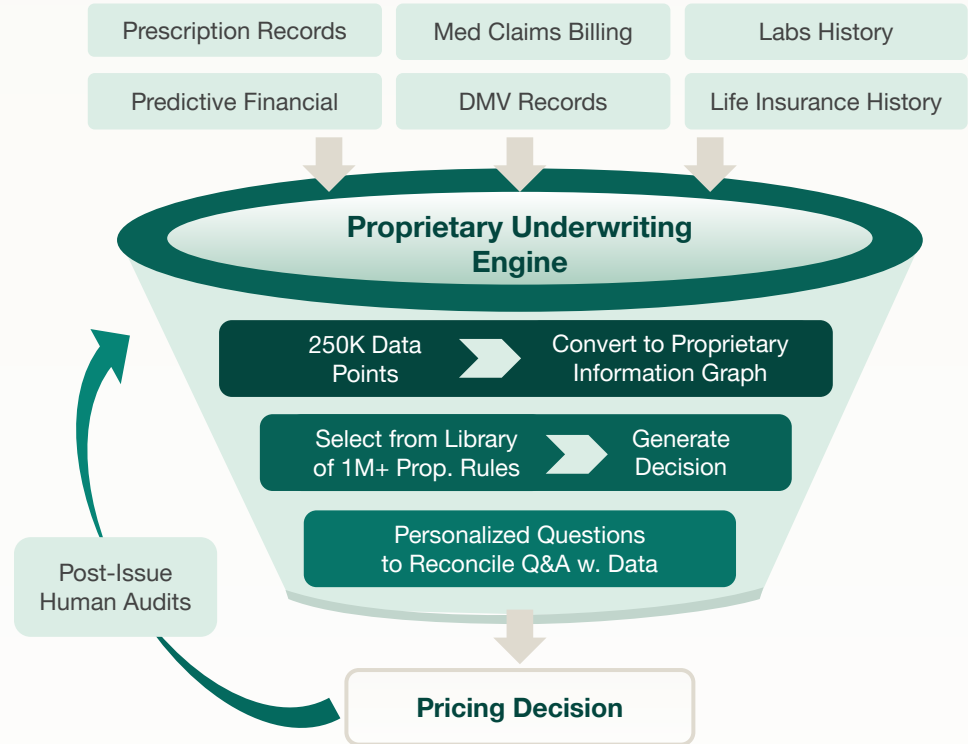 Prescription Records
Med Claims Billing
Labs History
Predictive Financial
DMV Records
Life Insurance History
Proprietary Underwriting
Engine
250K Data
Points
Convert to Proprietary
Information Graph
Select from Library
of 1M+ Prop. Rules
Generate
Decision
Personalized Questions
to Reconcile Q&A w. Data
Post-Issue
Human Audits
Pricing Decision